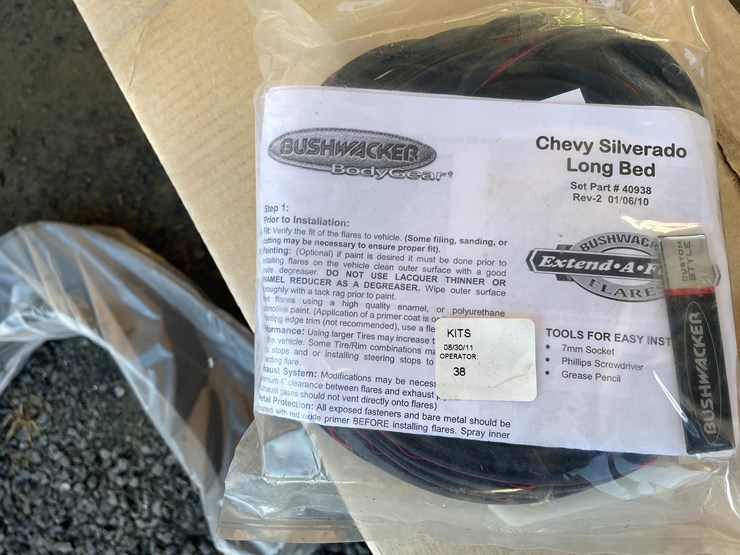 BUSHWACKER
BodyGear®
Chevy Silverado
Long Bed
Set Part # 40938
Rev-2 01/06/10
Step 1:
Prior to Installation:
Fit: Verify the fit of the flares to vehicle. (Some filing, sanding, or
cutting may be necessary to ensure proper fit).
Painting: (Optional) If paint is desired it must be done prior to
installing flares on the vehicle clean outer surface with a good
degreaser. DO NOT USE LACQUER THINNER OR
ENAMEL REDUCER AS A DEGREASER. Wipe outer surface
thoroughly with a tack rag prior to paint.
flares using a high quality enamel, or polyurethane
automotive paint. (Application of a primer coat is
edge trim (not recommended), use a
Using larger Tires may increase
the vehicle. Some Tire/Rim combinations
stops and or installing steering stops to
flare.
Exhaust System: Modifications may be
4" clearance between flares and exhaust
gases should not vent directly onto flares)
Metal Protection: All exposed fasteners and bare metal should be
with red oxide primer BEFORE installing flares. Spray inner
KITS
08/30/11
OPERATOR
38
BUSHWACK
Extend•A•F
FLARE
TOOLS FOR EASY INST
• 7mm Socket
• Phillips Screwdriver
• Grease Pencil
CUSTOM
STYLE
BUSHWACKER